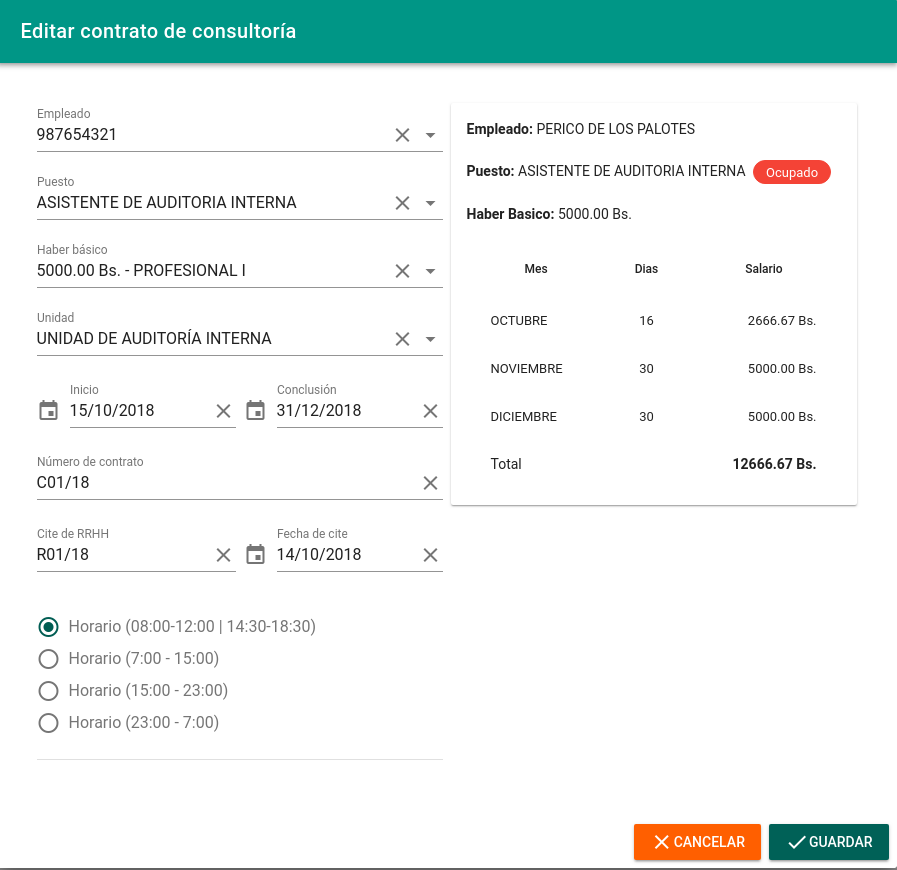 Editar contrato de consultoría
Empleado
987654321
Puesto
ASISTENTE DE AUDITORIA INTERNA
Haber básico
5000.00 Bs. - PROFESIONAL I
Unidad
UNIDAD DE AUDITORÍA INTERNA
Inicio
15/10/2018
Conclusión
31/12/2018
Número de contrato
C01/18
Cite de RRHH
R01/18
Fecha de cite
14/10/2018
Horario (08:00-12:00 | 14:30-18:30)
Horario (7:00 - 15:00)
Horario (15:00 - 23:00)
Horario (23:00 - 7:00)
Empleado: PERICO DE LOS PALOTES
Puesto: ASISTENTE DE AUDITORIA INTERNA Ocupado
Haber Basico: 5000.00 Bs.
Mes Dias Salario
OCTUBRE 16 2666.67 Bs.
NOVIEMBRE 30 5000.00 Bs.
DICIEMBRE 30 5000.00 Bs.
Total 12666.67 Bs.
CANCELAR GUARDAR